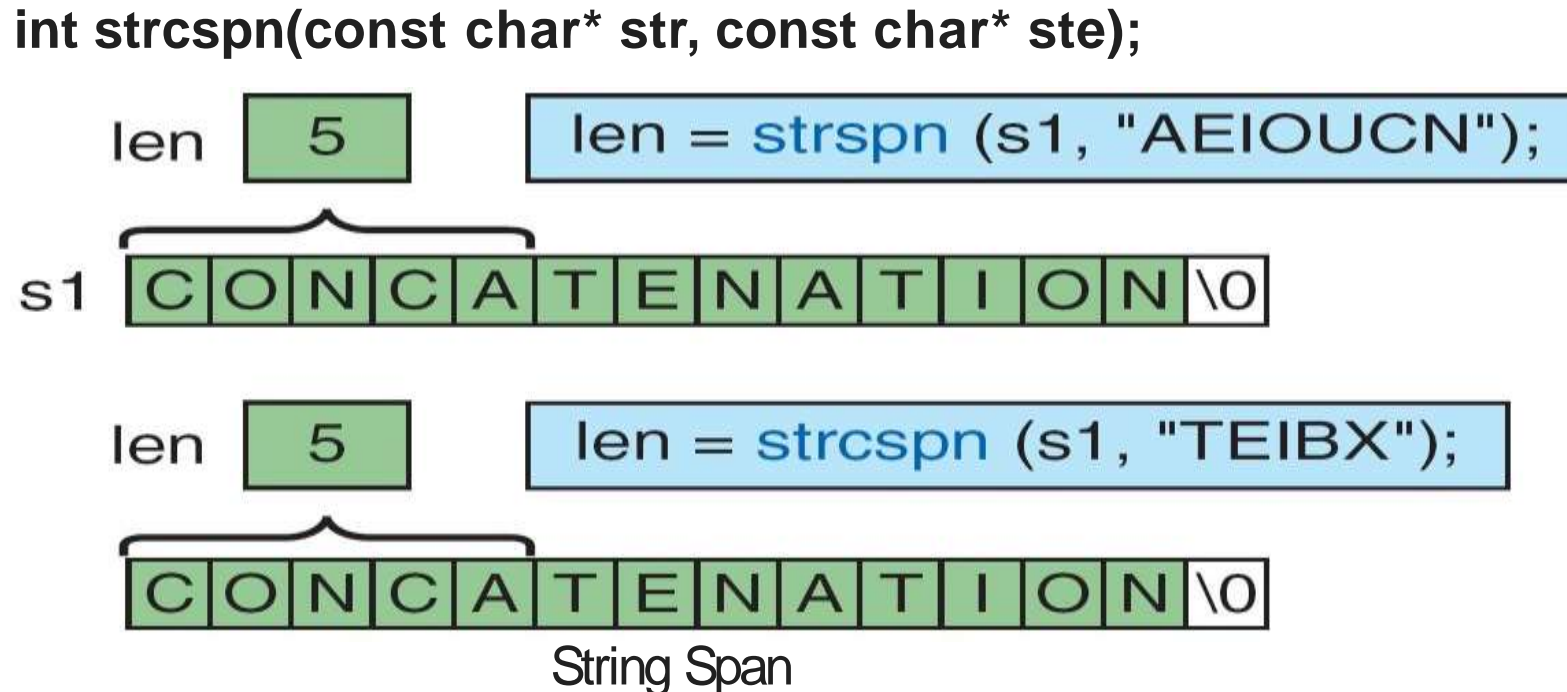 int strcspn(const char* str, const char* ste);
len 5 len = strspn (s1, "AEIOUCN");
s1 C O N C A T E N A T I O N \0
len 5 len = strcspn (s1, "TEIBX");
C O N C A T E N A T I O N \0
String Span